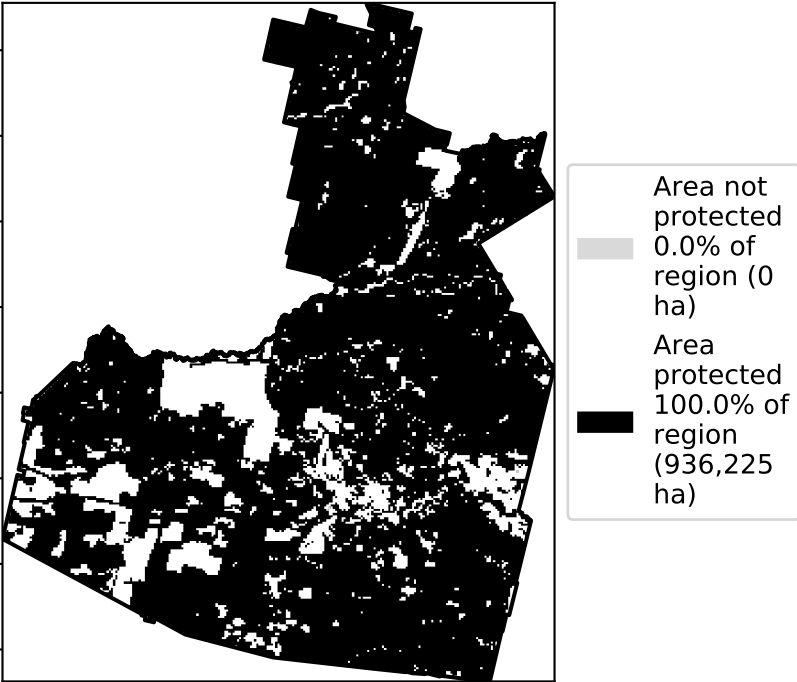 Area not
protected
0.0% of
region (0
ha)
Area
protected
100.0% of
region
(936,225
ha)